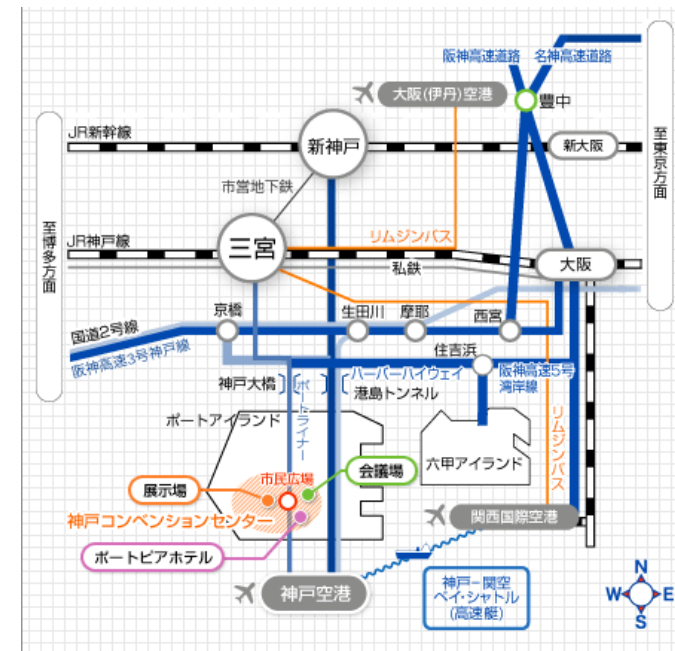 阪神高速道路
名神高速道路
大阪(伊丹)空港
豊中
至東京方面
JR新幹線
新神戸
新大阪
市営地下鉄
至博多方面
JR神戸線
三宮
リムジンバス
私鉄
大阪
京橋
生田川
摩耶
西宮
国道2号線
阪神高速3号神戸線
住吉浜
神戸大橋
ポートライナー
ハーバーハイウェイ
港島トンネル
阪神高速5号
湾岸線
ポートアイランド
リムジンバス
六甲アイランド
市民広場
会議場
展示場
神戸コンベンションセンター
関西国際空港
ポートピアホテル
神戸空港
神戸－関空
ベイ・シャトル
(高速艇)
N
W
E
S